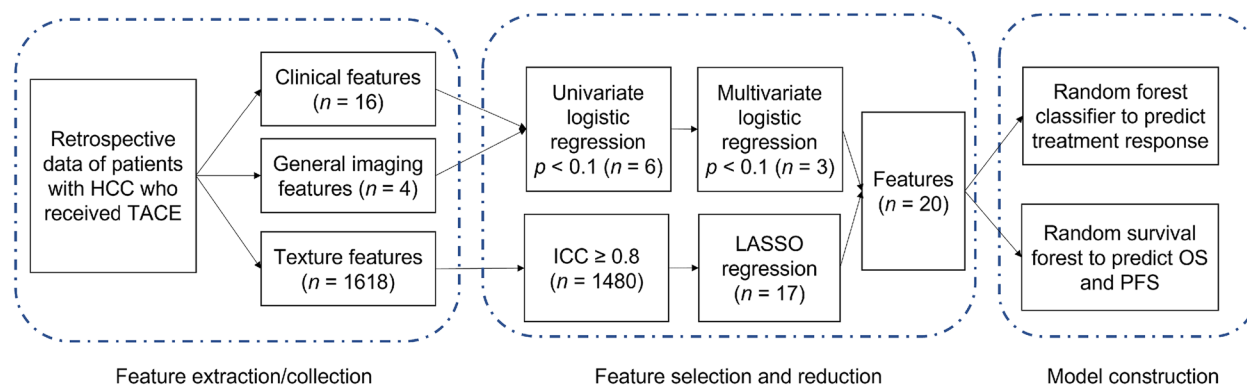 Retrospective
data of patients
with HCC who
received TACE
Clinical features
(n = 16)
General imaging
features (n = 4)
Texture features
(n = 1618)
Feature extraction/collection
Univariate
logistic
regression
p < 0.1 (n = 6)
Multivariate
logistic
regression
p < 0.1 (n = 3)
ICC ≥ 0.8
(n = 1480)
LASSO
regression
(n = 17)
Features
(n = 20)
Feature selection and reduction
Random forest
classifier to predict
treatment response
Random survival
forest to predict OS
and PFS
Model construction